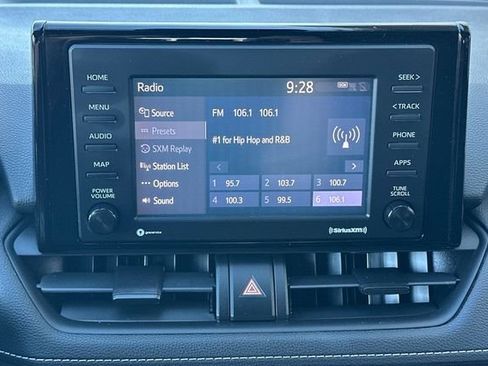 Radio 9:28
HOME
MENU
AUDIO
MAP
POWER
VOLUME
Source
Presets
SXM Replay
Station List
Options
Sound
FM 106.1 106.1
#1 for Hip Hop and R&B
1 95.7 2 103.7 3 100.7
4 100.3 5 99.5 6 106.1
SEEK >
< TRACK
PHONE
APPS
TUNE
SCROLL
((SiriusXM))